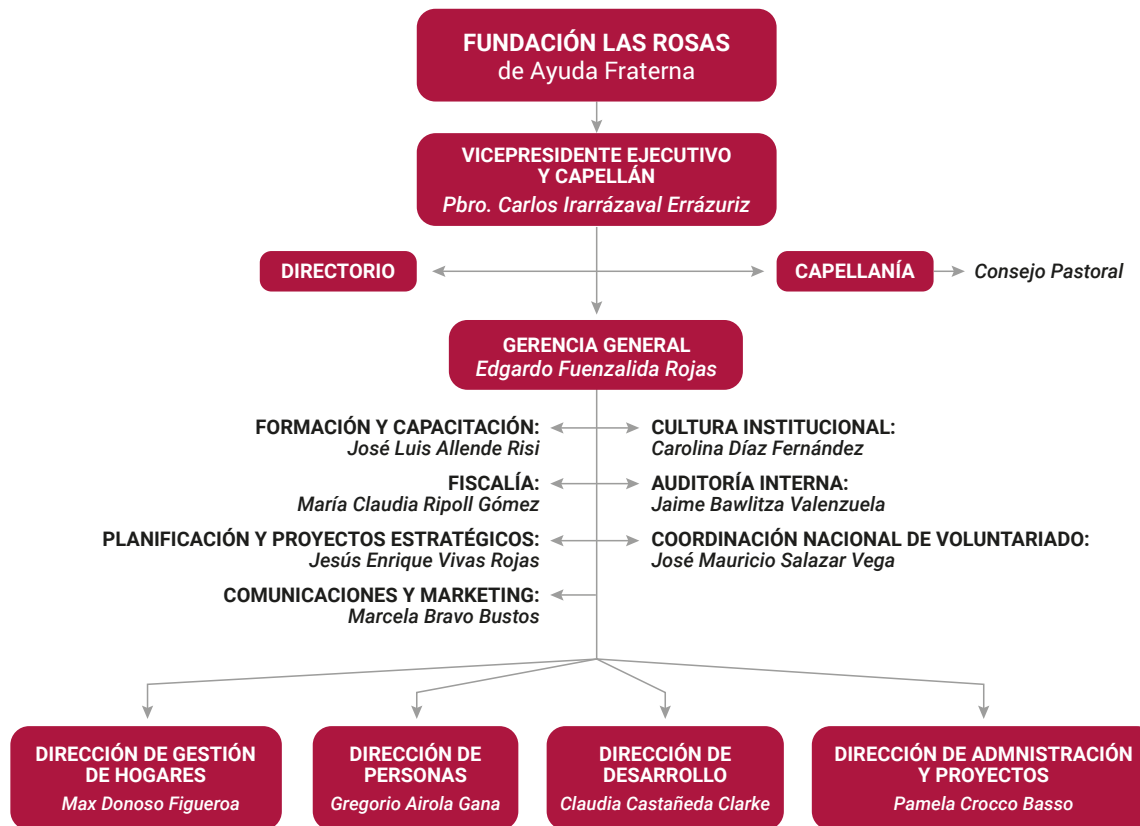 FUNDACIÓN LAS ROSAS
de Ayuda Fraterna
VICEPRESIDENTE EJECUTIVO
Y CAPELLÁN
Pbro. Carlos Irarrázaval Errázuriz
DIRECTORIO
CAPELLANÍA
Consejo Pastoral
GERENCIA GENERAL
Edgardo Fuenzalida Rojas
FORMACIÓN Y CAPACITACIÓN:
José Luis Allende Risi
CULTURA INSTITUCIONAL:
Carolina Díaz Fernández
FISCALÍA:
María Claudia Ripoll Gómez
AUDITORÍA INTERNA:
Jaime Bawlitza Valenzuela
PLANIFICACIÓN Y PROYECTOS ESTRATÉGICOS:
Jesús Enrique Vivas Rojas
COORDINACIÓN NACIONAL DE VOLUNTARIADO:
José Mauricio Salazar Vega
COMUNICACIONES Y MARKETING:
Marcela Bravo Bustos
DIRECCIÓN DE GESTIÓN
DE HOGARES
Max Donoso Figueroa
DIRECCIÓN DE
PERSONAS
Gregorio Airola Gana
DIRECCIÓN DE
DESARROLLO
Claudia Castañeda Clarke
DIRECCIÓN DE ADMNISTRACIÓN
Y PROYECTOS
Pamela Crocco Basso